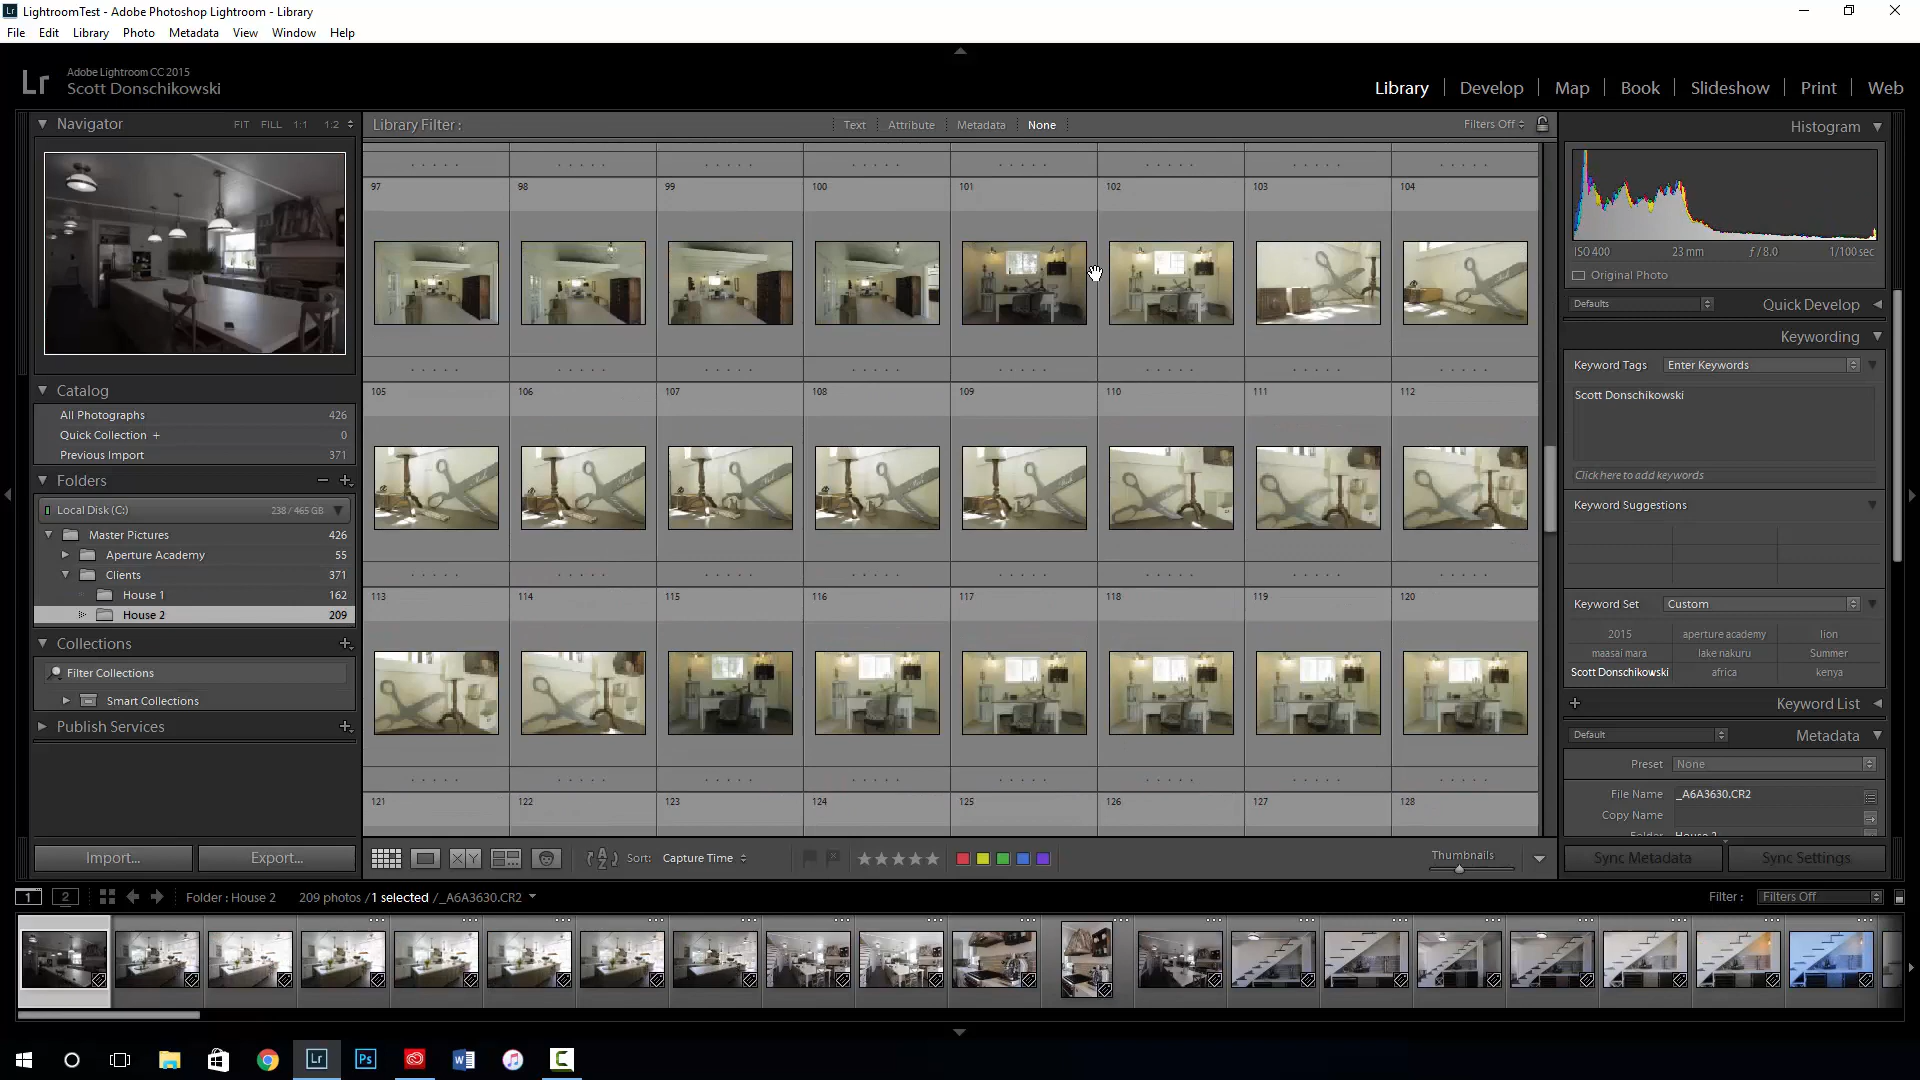 LightroomTest - Adobe Photoshop Lightroom - Library
File Edit Library Photo Metadata View Window Help
Lr Adobe Lightroom CC 2015
Scott Donschikowski
Library Develop Map Book Slideshow Print Web
Navigator FIT FILL 1:1 1:2
Library Filter : Text Attribute Metadata None Filters Off
Histogram
97 98 99 100 101 102 103 104
ISO 400 23 mm ƒ / 8.0 1/100 sec
Original Photo
Defaults Quick Develop
Keywording
Keyword Tags Enter Keywords
Scott Donschikowski
Click here to add keywords
Catalog
All Photographs 426
Quick Collection + 0
Previous Import 371
105 106 107 108 109 110 111 112
Folders
Local Disk (C:) 238 / 465 GB
Master Pictures 426
Aperture Academy 55
Clients 371
House 1 162
House 2 209
Keyword Suggestions
113 114 115 116 117 118 119 120
Keyword Set Custom
2015 aperture academy lion
maasai mara lake nakuru Summer
Scott Donschikowski africa kenya
Collections
Filter Collections
Smart Collections
Publish Services
Keyword List
Default Metadata
Preset None
File Name _A6A3630.CR2
Copy Name
Folder House 2
121 122 123 124 125 126 127 128
Import... Export...
XY Sort: Capture Time Thumbnails
Sync Metadata Sync Settings
1 2 Folder : House 2 209 photos / 1 selected / _A6A3630.CR2 Filter : Filters Off
Lr Ps C